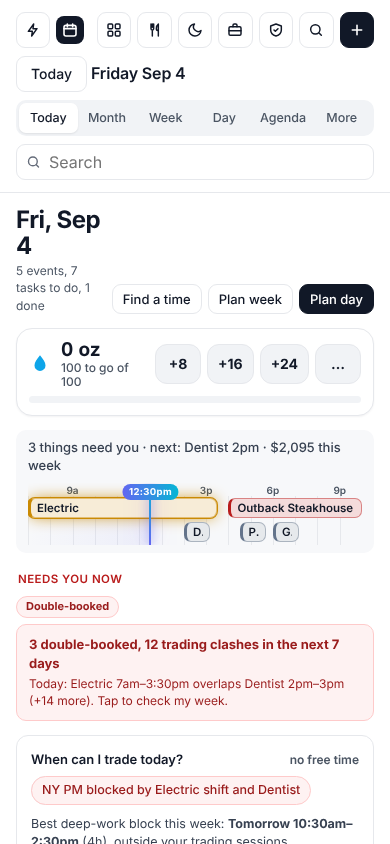 Today Friday Sep 4
Today Month Week Day Agenda More
Search
Fri, Sep
4
5 events, 7
tasks to do, 1
done
Find a time Plan week Plan day
0 oz
100 to go of
100
+8 +16 +24 ...
3 things need you · next: Dentist 2pm · $2,095 this
week
9a 12:30pm 3p 6p 9p
Electric Outback Steakhouse
D. P. G
NEEDS YOU NOW
Double-booked
3 double-booked, 12 trading clashes in the next 7
days
Today: Electric 7am–3:30pm overlaps Dentist 2pm–3pm
(+14 more). Tap to check my week.
When can I trade today? no free time
NY PM blocked by Electric shift and Dentist
Best deep-work block this week: Tomorrow 10:30am–
2:30pm (4h), outside your trading sessions.